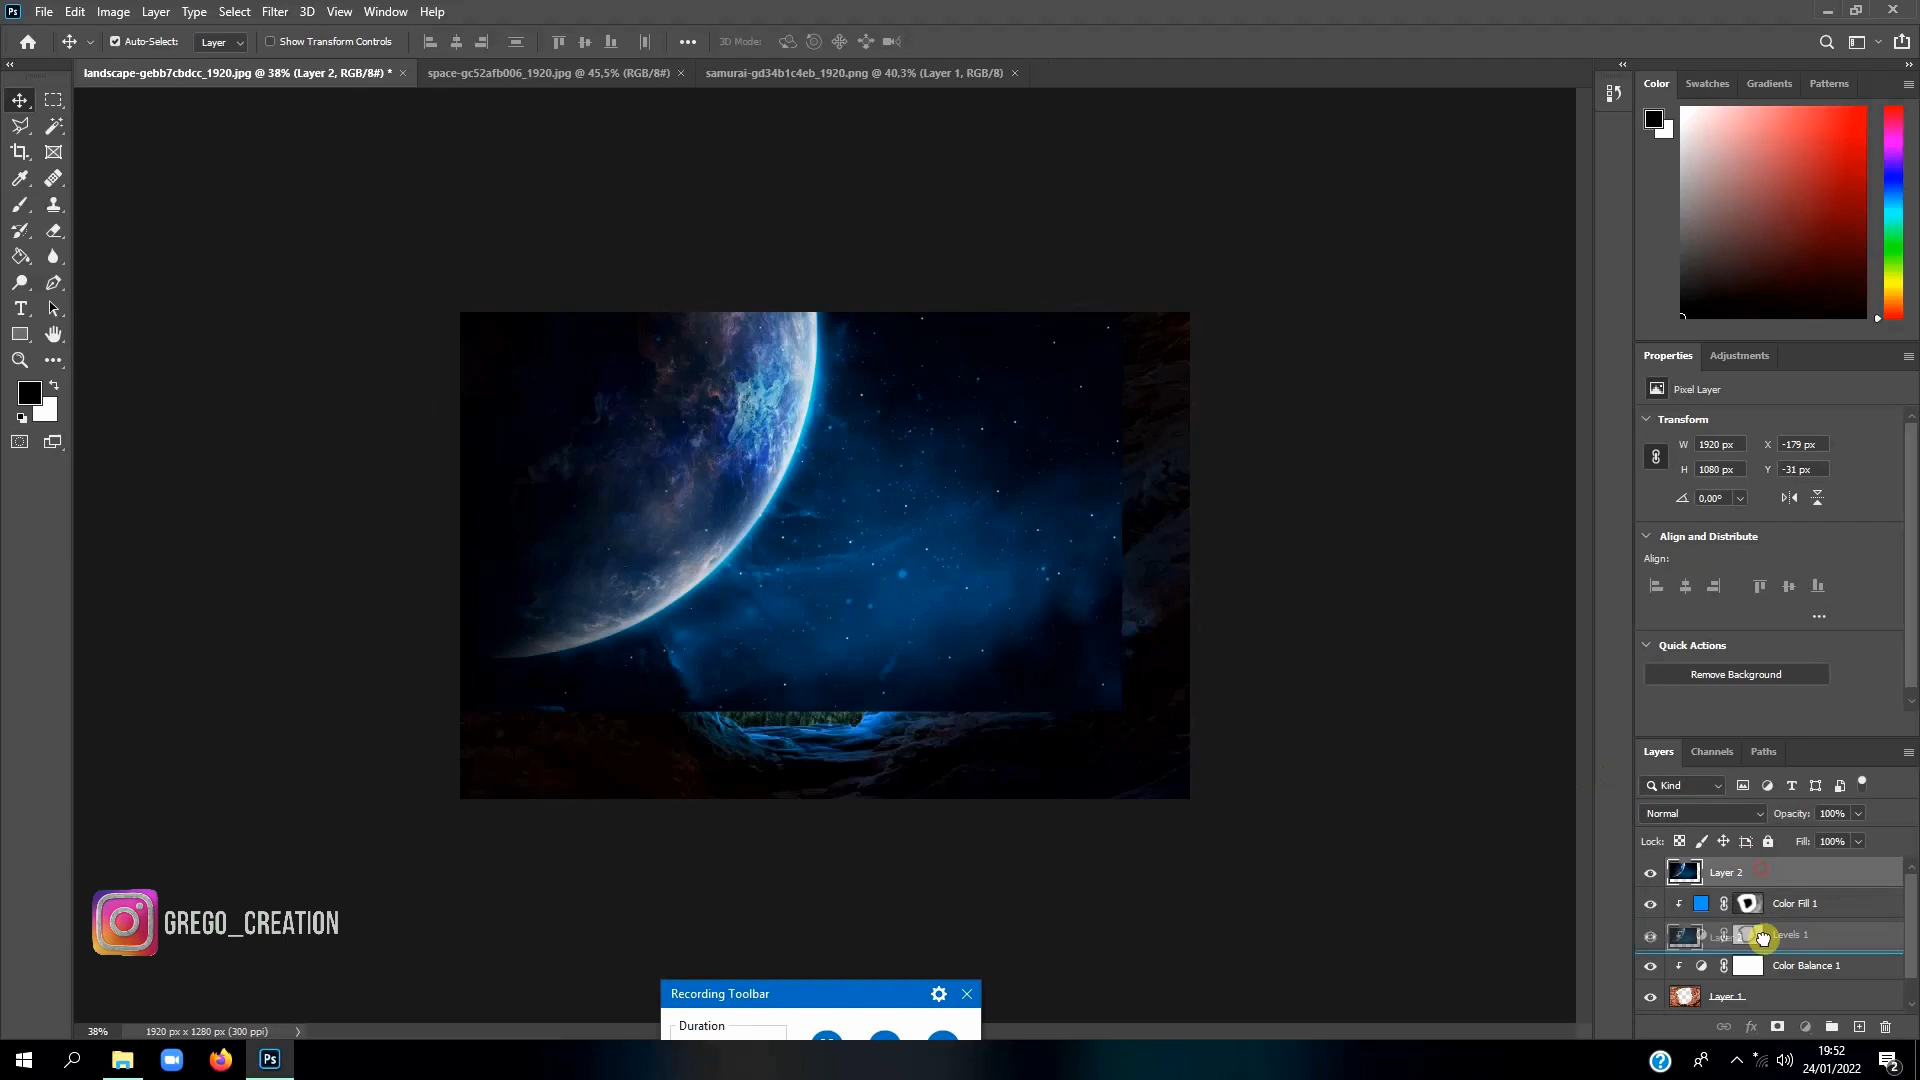 File Edit Image Layer Type Select Filter 3D View Window Help
Auto-Select: Layer Show Transform Controls 3D Mode:
landscape-gebb7cbdcc_1920.jpg @ 38% (Layer 2, RGB/8#) * space-gc52afb006_1920.jpg @ 45,5% (RGB/8#) samurai-gd34b1c4eb_1920.png @ 40,3% (Layer 1, RGB/8)
Color Swatches Gradients Patterns
Properties Adjustments
Pixel Layer
Transform
W 1920 px X -179 px
H 1080 px Y -31 px
0,00°
Align and Distribute
Align:
Quick Actions
Remove Background
Layers Channels Paths
Kind
Normal Opacity: 100%
Lock: Fill: 100%
Layer 2
Color Fill 1
Levels 1
Color Balance 1
Layer 1
GREGO_CREATION
Recording Toolbar
Duration
38% 1920 px x 1280 px (300 ppi)
Ps
19:52
24/01/2022
2